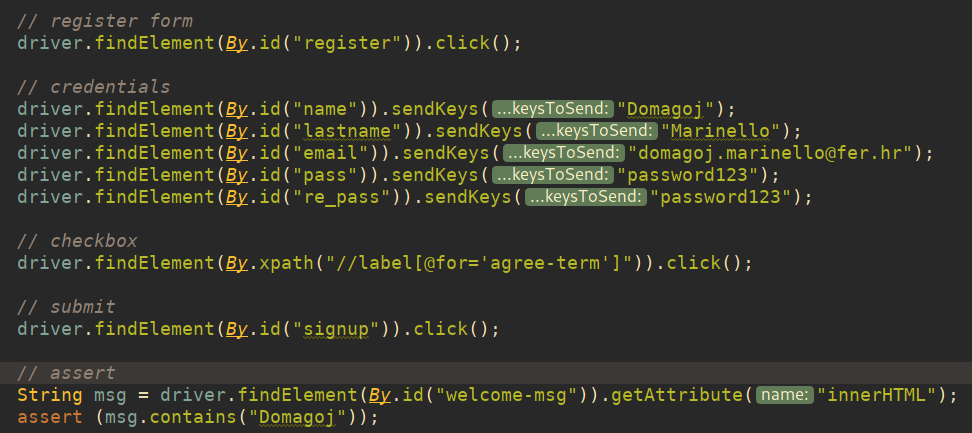 // register form
driver.findElement(By.id("register")).click();
// credentials
driver.findElement(By.id("name")).sendKeys( ...keysToSend: "Domagoj");
driver.findElement(By.id("lastname")).sendKeys( ...keysToSend: "Marinello");
driver.findElement(By.id("email")).sendKeys( ...keysToSend: "domagoj.marinello@fer.hr");
driver.findElement(By.id("pass")).sendKeys( ...keysToSend: "password123");
driver.findElement(By.id("re_pass")).sendKeys( ...keysToSend: "password123");
// checkbox
driver.findElement(By.xpath("//label[@for='agree-term']")).click();
// submit
driver.findElement(By.id("signup")).click();
// assert
String msg = driver.findElement(By.id("welcome-msg")).getAttribute( name: "innerHTML");
assert (msg.contains("Domagoj"));